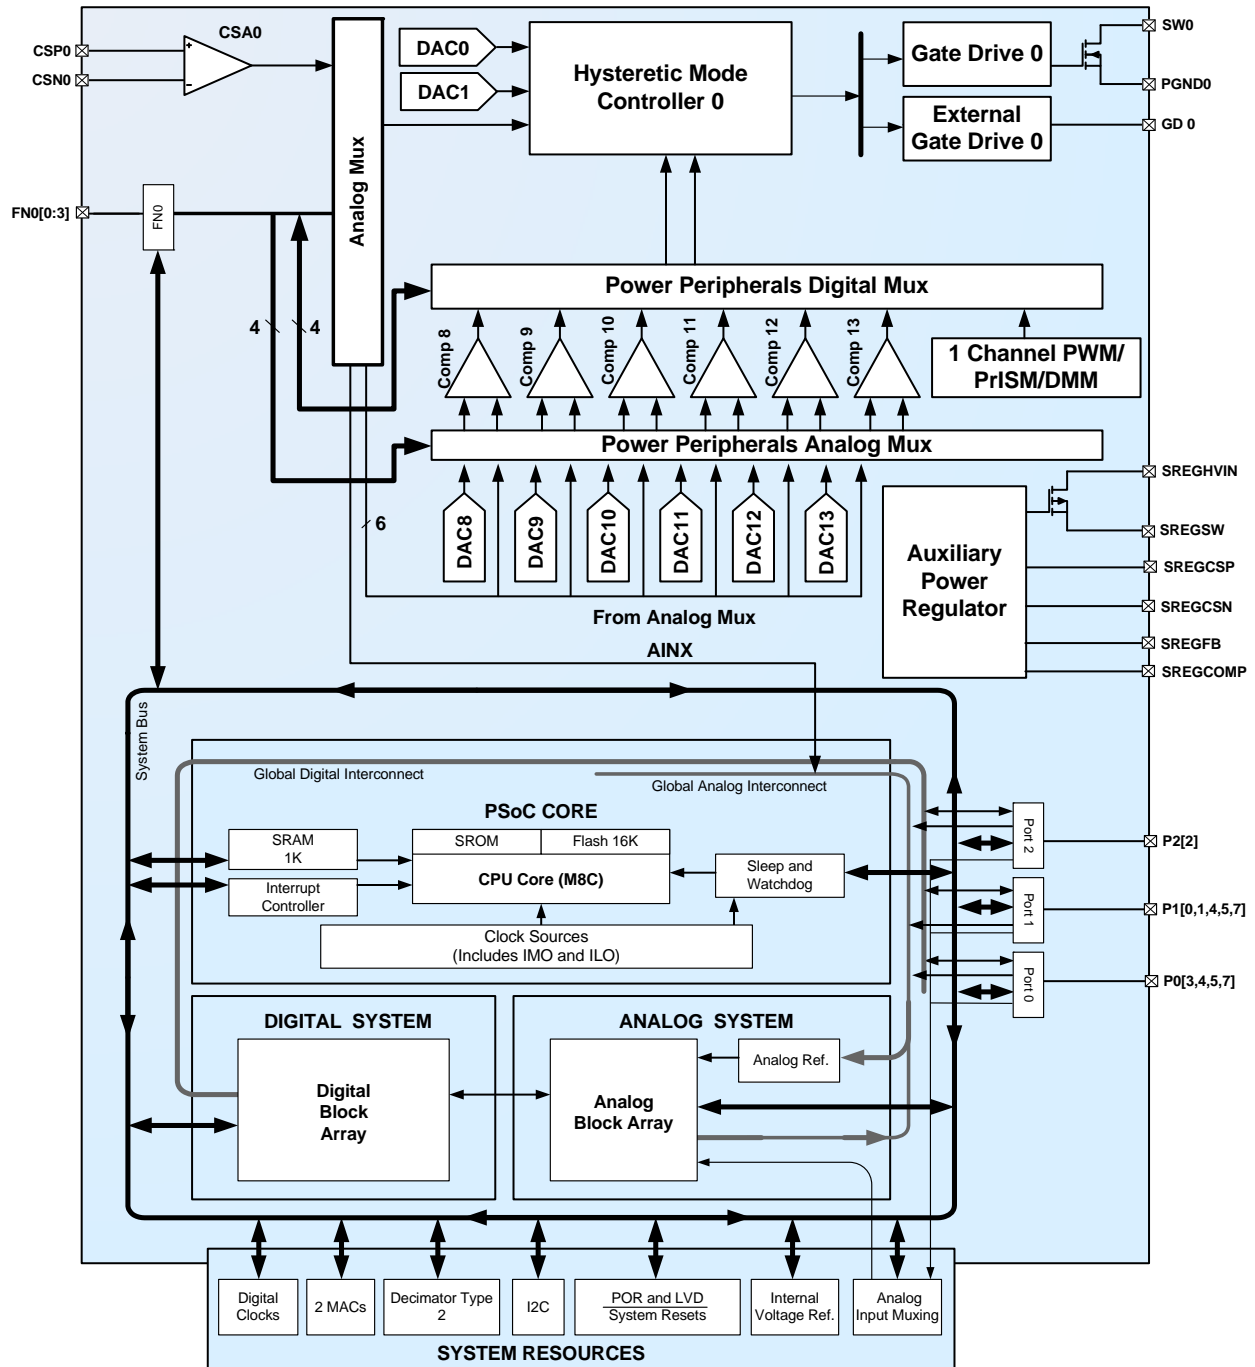 CSA0
CSP0
+
CSN0
−
DAC0
DAC1
Hysteretic Mode
Controller 0
Gate Drive 0
External
Gate Drive 0
SW0
PGND0
GD 0
Analog Mux
FN0[0:3]
FN0
4
4
Power Peripherals Digital Mux
Comp 8
Comp 9
Comp 10
Comp 11
Comp 12
Comp 13
1 Channel PWM/
PrISM/DMM
Power Peripherals Analog Mux
6
DAC8
DAC9
DAC10
DAC11
DAC12
DAC13
From Analog Mux
AINX
Auxiliary
Power
Regulator
SREGHVIN
SREGSW
SREGCSP
SREGCSN
SREGFB
SREGCOMP
System Bus
Global Digital Interconnect
Global Analog Interconnect
PSoC CORE
SRAM
1K
SROM
Flash 16K
CPU Core (M8C)
Interrupt
Controller
Sleep and
Watchdog
Clock Sources
(Includes IMO and ILO)
Port 2
P2[2]
Port 1
P1[0,1,4,5,7]
Port 0
P0[3,4,5,7]
DIGITAL SYSTEM
Digital
Block
Array
ANALOG SYSTEM
Analog
Block Array
Analog Ref.
Digital
Clocks
2 MACs
Decimator Type
2
I2C
POR and LVD
System Resets
Internal
Voltage Ref.
Analog
Input Muxing
SYSTEM RESOURCES